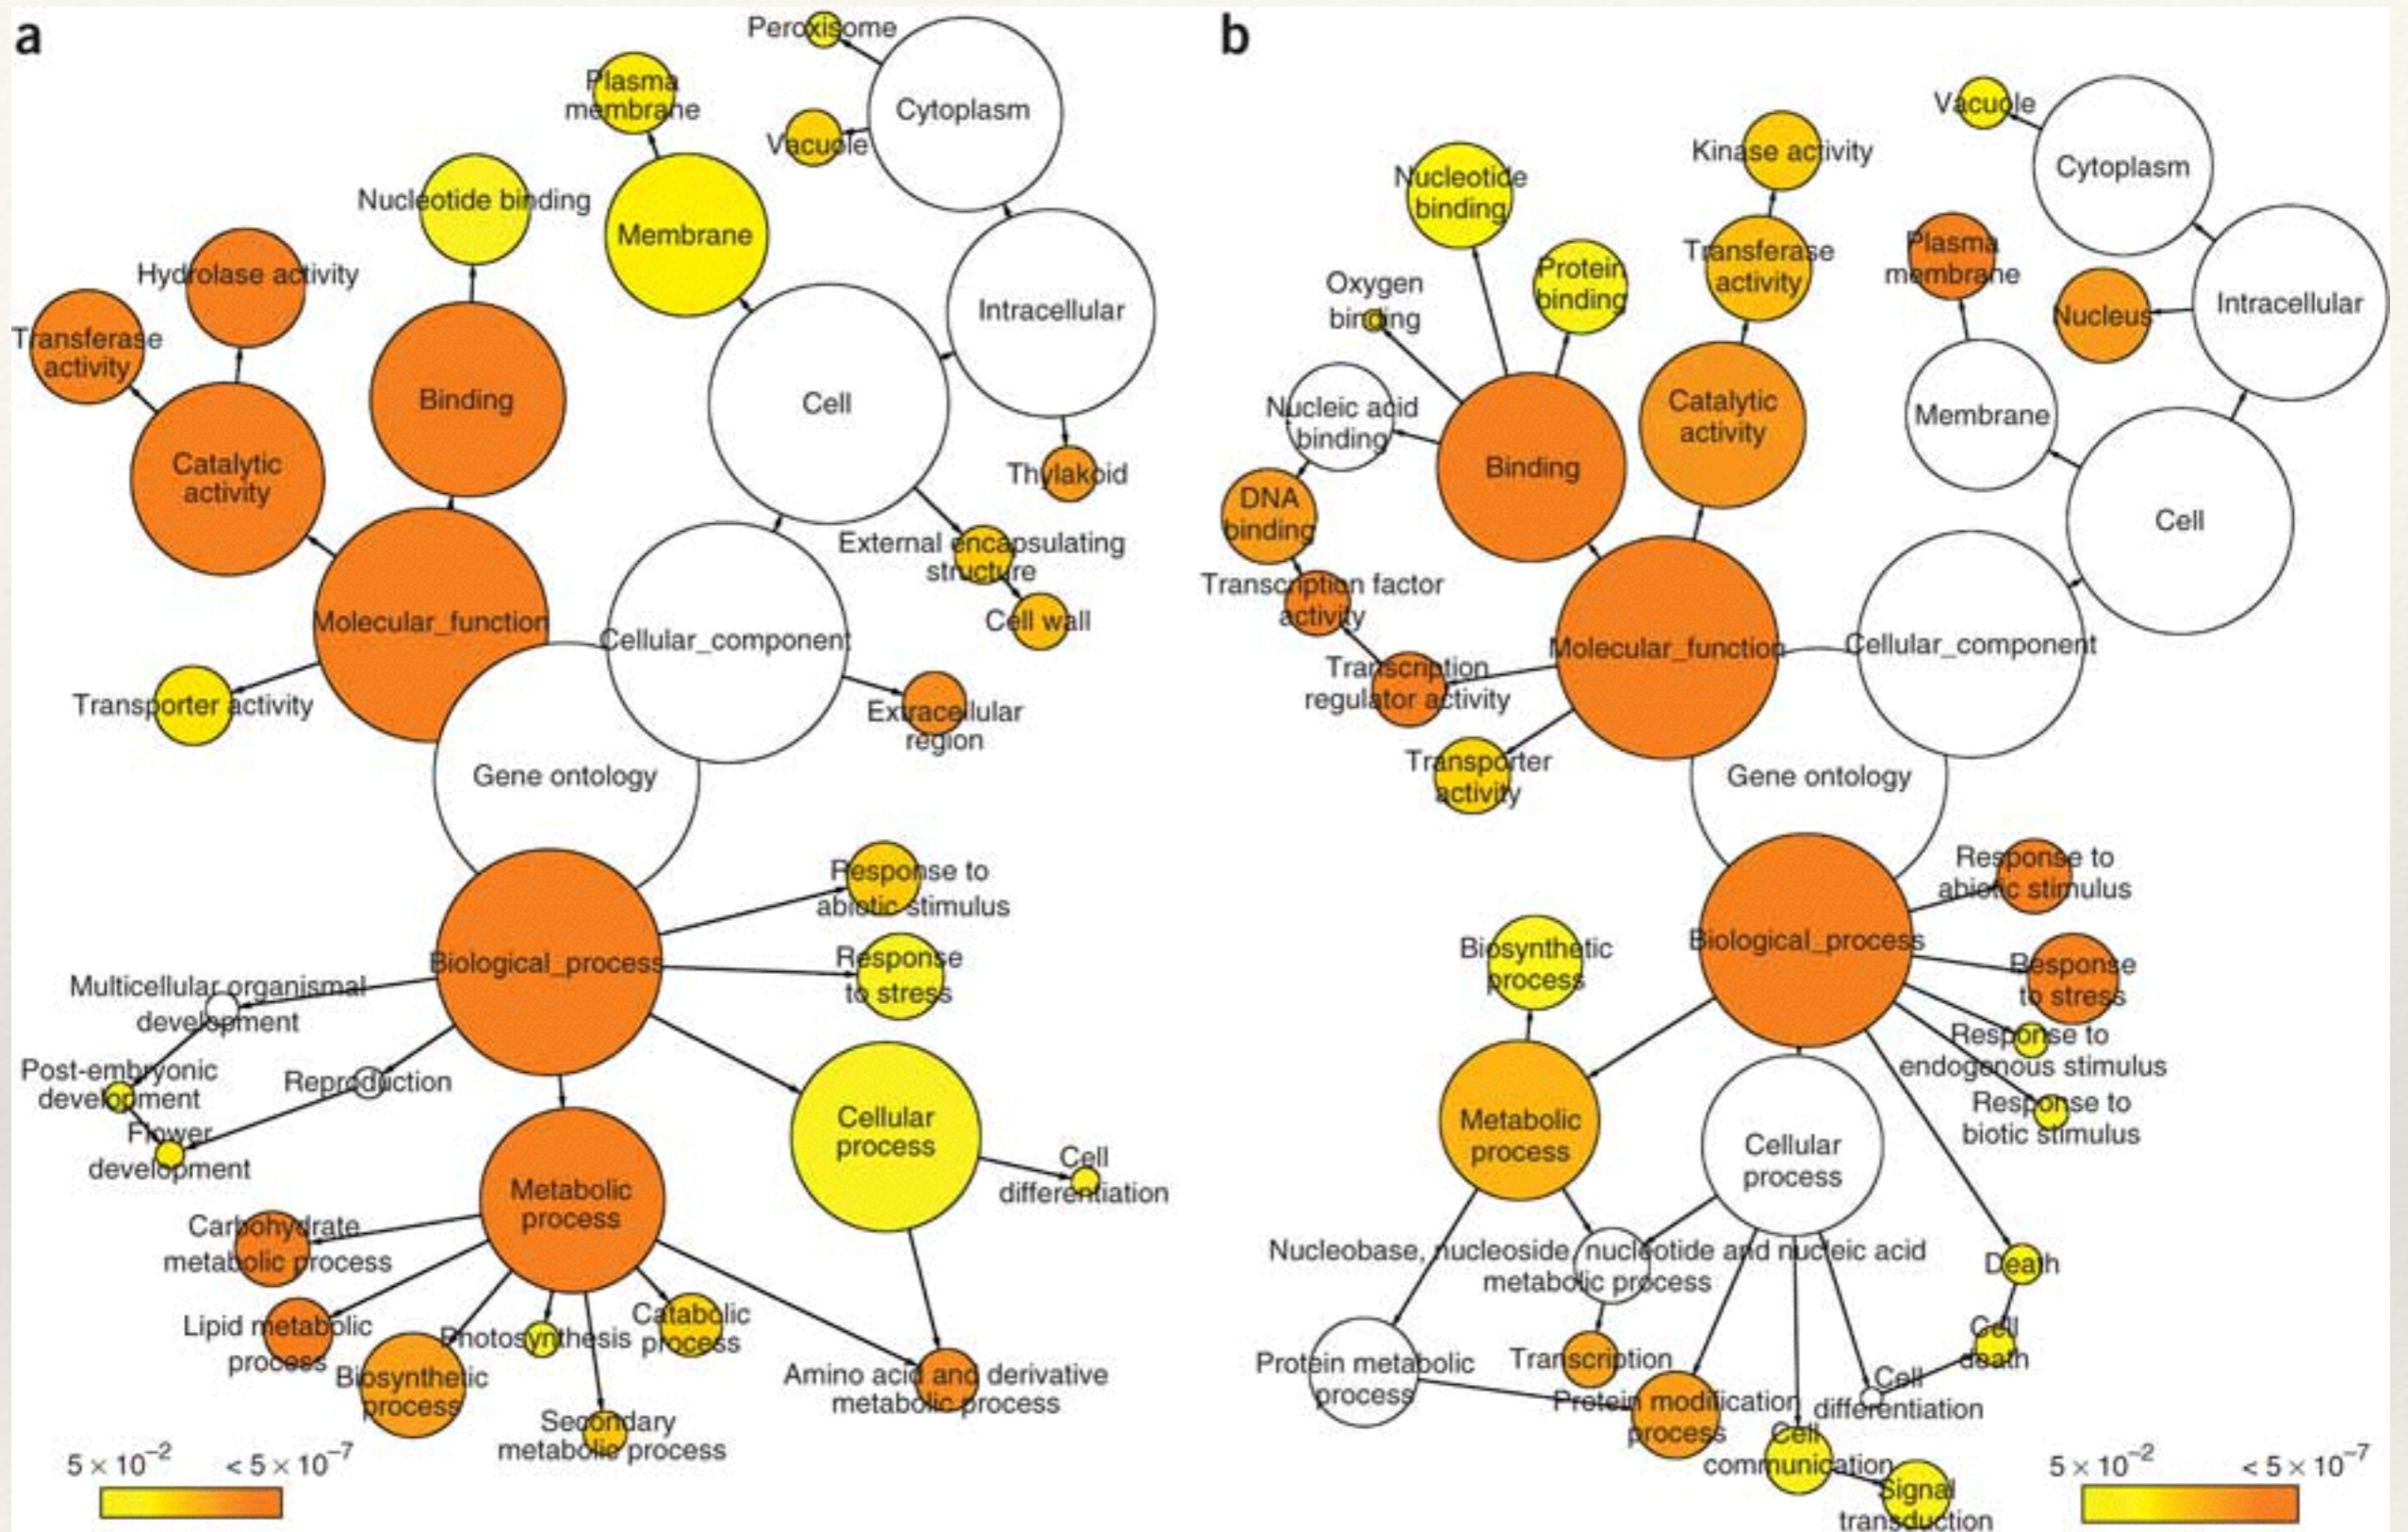 a
Peroxisome
Cytoplasm
Plasma
membrane
Vacuole
Nucleotide binding
Membrane
Hydrolase activity
Intracellular
Transferase
activity
Binding
Cell
Catalytic
activity
Thylakoid
External encapsulating
structure
Cell wall
Molecular_function
Cellular_component
Transporter activity
Extracellular
region
Gene ontology
Response to
abiotic stimulus
Biological_process
Response
to stress
Multicellular organismal
development
Post-embryonic
development
Reproduction
Flower
development
Cellular
process
Cell
differentiation
Metabolic
process
Carbohydrate
metabolic process
Lipid metabolic
process
Biosynthetic
process
Photosynthesis
Catabolic
process
Secondary
metabolic process
Amino acid and derivative
metabolic process
5 × 10⁻² < 5 × 10⁻⁷
b
Vacuole
Cytoplasm
Kinase activity
Nucleotide
binding
Transferase
activity
Plasma
membrane
Protein
binding
Oxygen
binding
Nucleus
Intracellular
Nucleic acid
binding
Catalytic
activity
Membrane
Binding
DNA
binding
Cell
Transcription factor
activity
Transcription
regulator activity
Molecular_function
Cellular_component
Transporter
activity
Gene ontology
Response to
abiotic stimulus
Biological_process
Response
to stress
Biosynthetic
process
Response to
endogenous stimulus
Response to
biotic stimulus
Metabolic
process
Cellular
process
Nucleobase, nucleoside, nucleotide and nucleic acid
metabolic process
Death
Cell
death
Protein metabolic
process
Transcription
Protein modification
process
Cell
differentiation
Cell
communication
Signal
transduction
5 × 10⁻² < 5 × 10⁻⁷